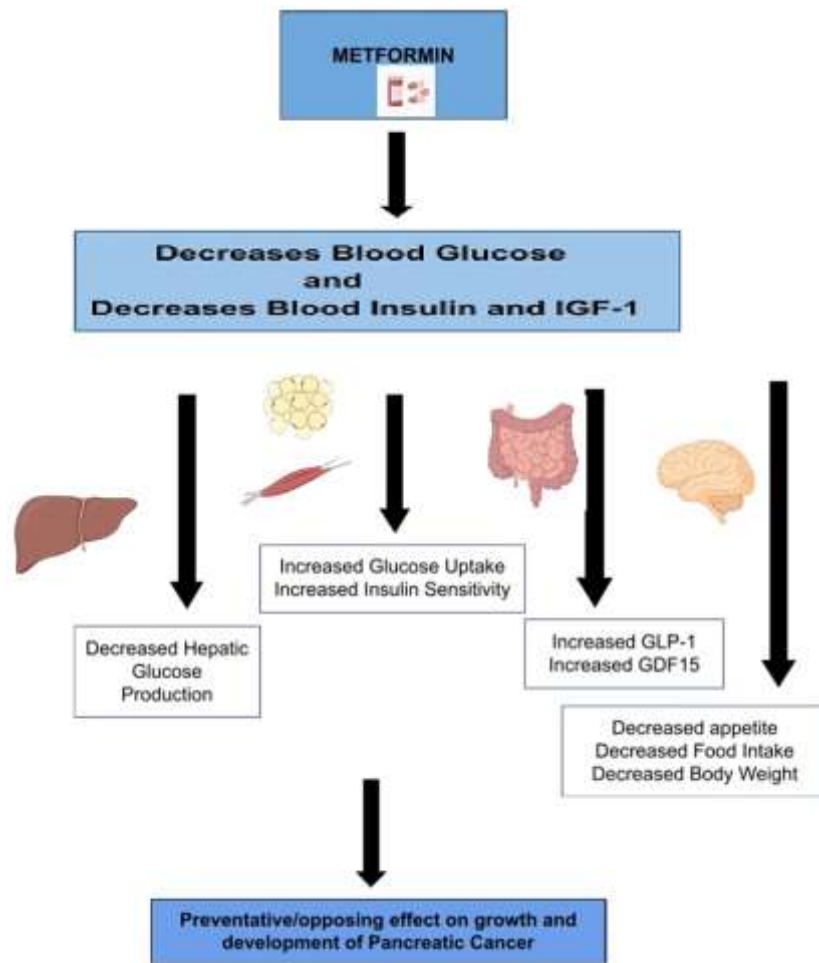 METFORMIN
Decreases Blood Glucose
and
Decreases Blood Insulin and IGF-1
Increased Glucose Uptake
Increased Insulin Sensitivity
Decreased Hepatic
Glucose
Production
Increased GLP-1
Increased GDF15
Decreased appetite
Decreased Food Intake
Decreased Body Weight
Preventative/opposing effect on growth and
development of Pancreatic Cancer